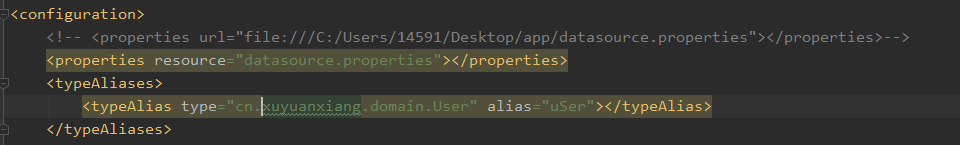 <configuration>
<!-- <properties url="file:///C:/Users/14591/Desktop/app/datasource.properties"></properties>-->
<properties resource="datasource.properties"></properties>
<typeAliases>
<typeAlias type="cn.xuyuanxiang.domain.User" alias="uSer"></typeAlias>
</typeAliases>